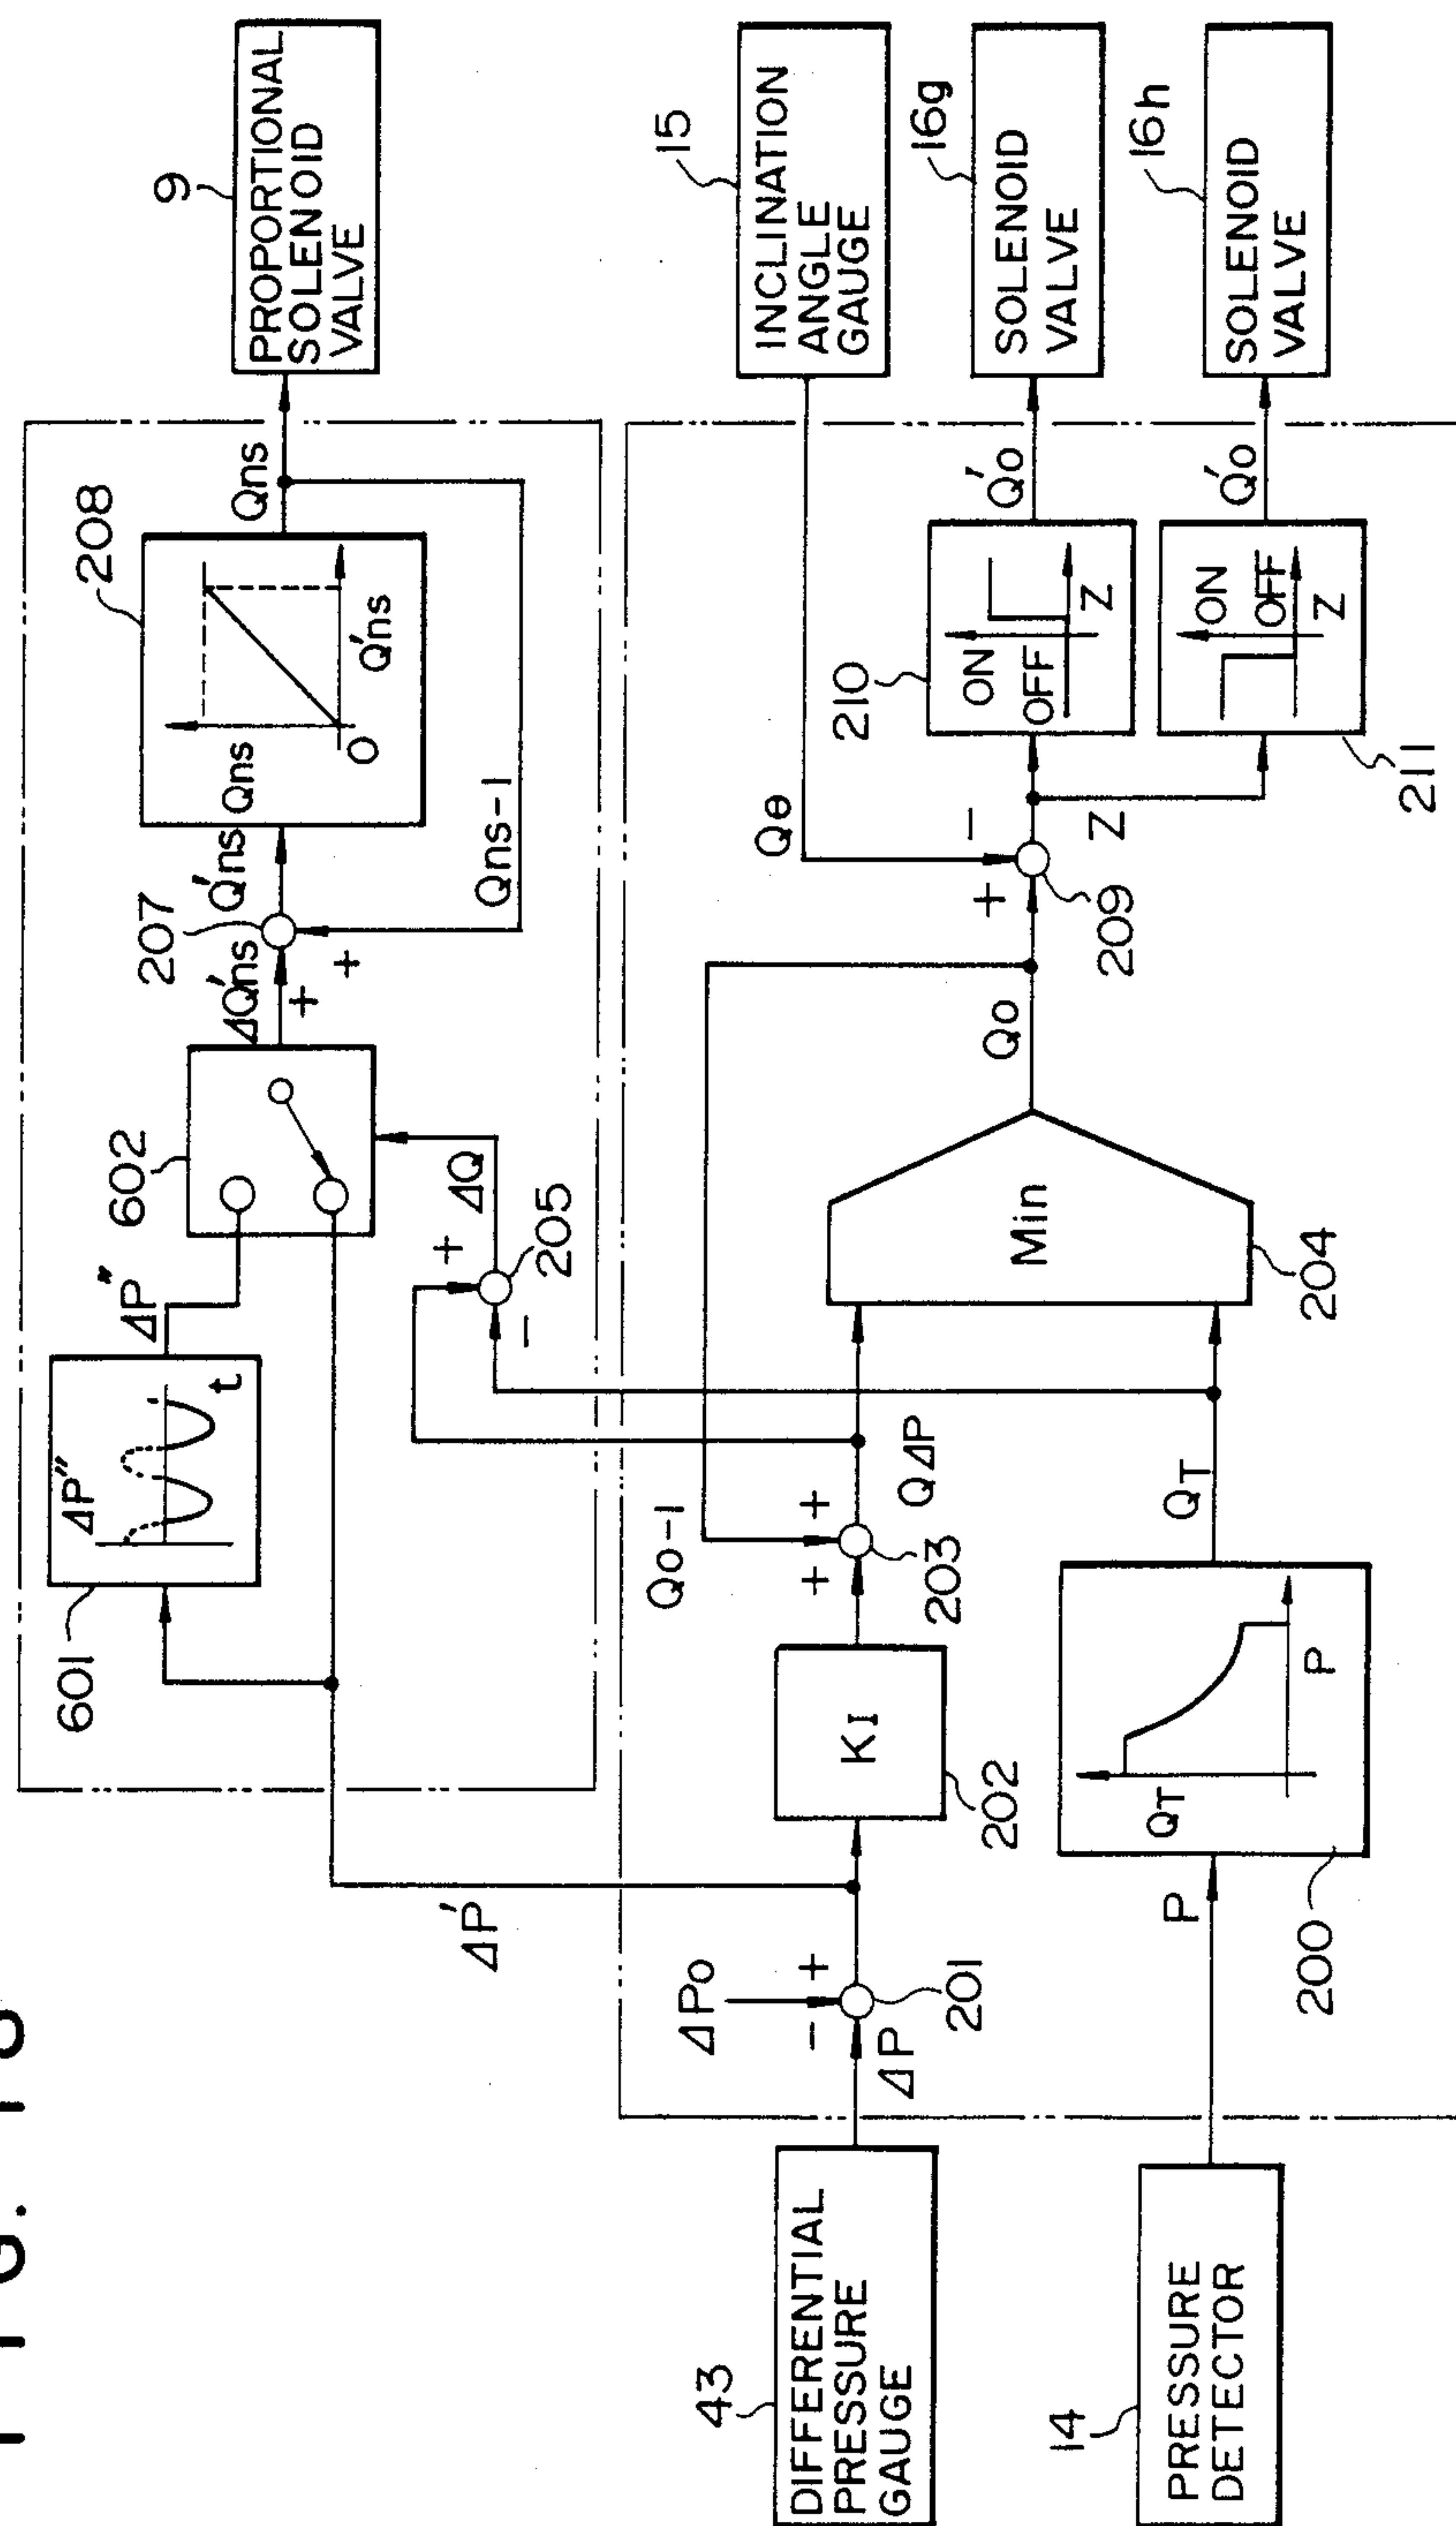 9
PROPORTIONAL
SOLENOID
VALVE
208
Qns
Qns
Q'ns
O
Q'ns
Qns-1
207
ΔQ'ns
+
+
602
ΔP"
601
ΔP"
t
ΔQ
+
-
205
ΔP'
15
INCLINATION
ANGLE
GAUGE
16g
SOLENOID
VALVE
16h
SOLENOID
VALVE
Q'o
Q'o
210
ON
OFF
Z
211
ON
OFF
Z
Qθ
-
Z
+
209
Qo
Min
204
Qo-1
+
+
203
QΔP
QT
KI
202
QT
P
200
ΔPo
-
+
201
ΔP
P
43
DIFFERENTIAL
PRESSURE
GAUGE
14
PRESSURE
DETECTOR